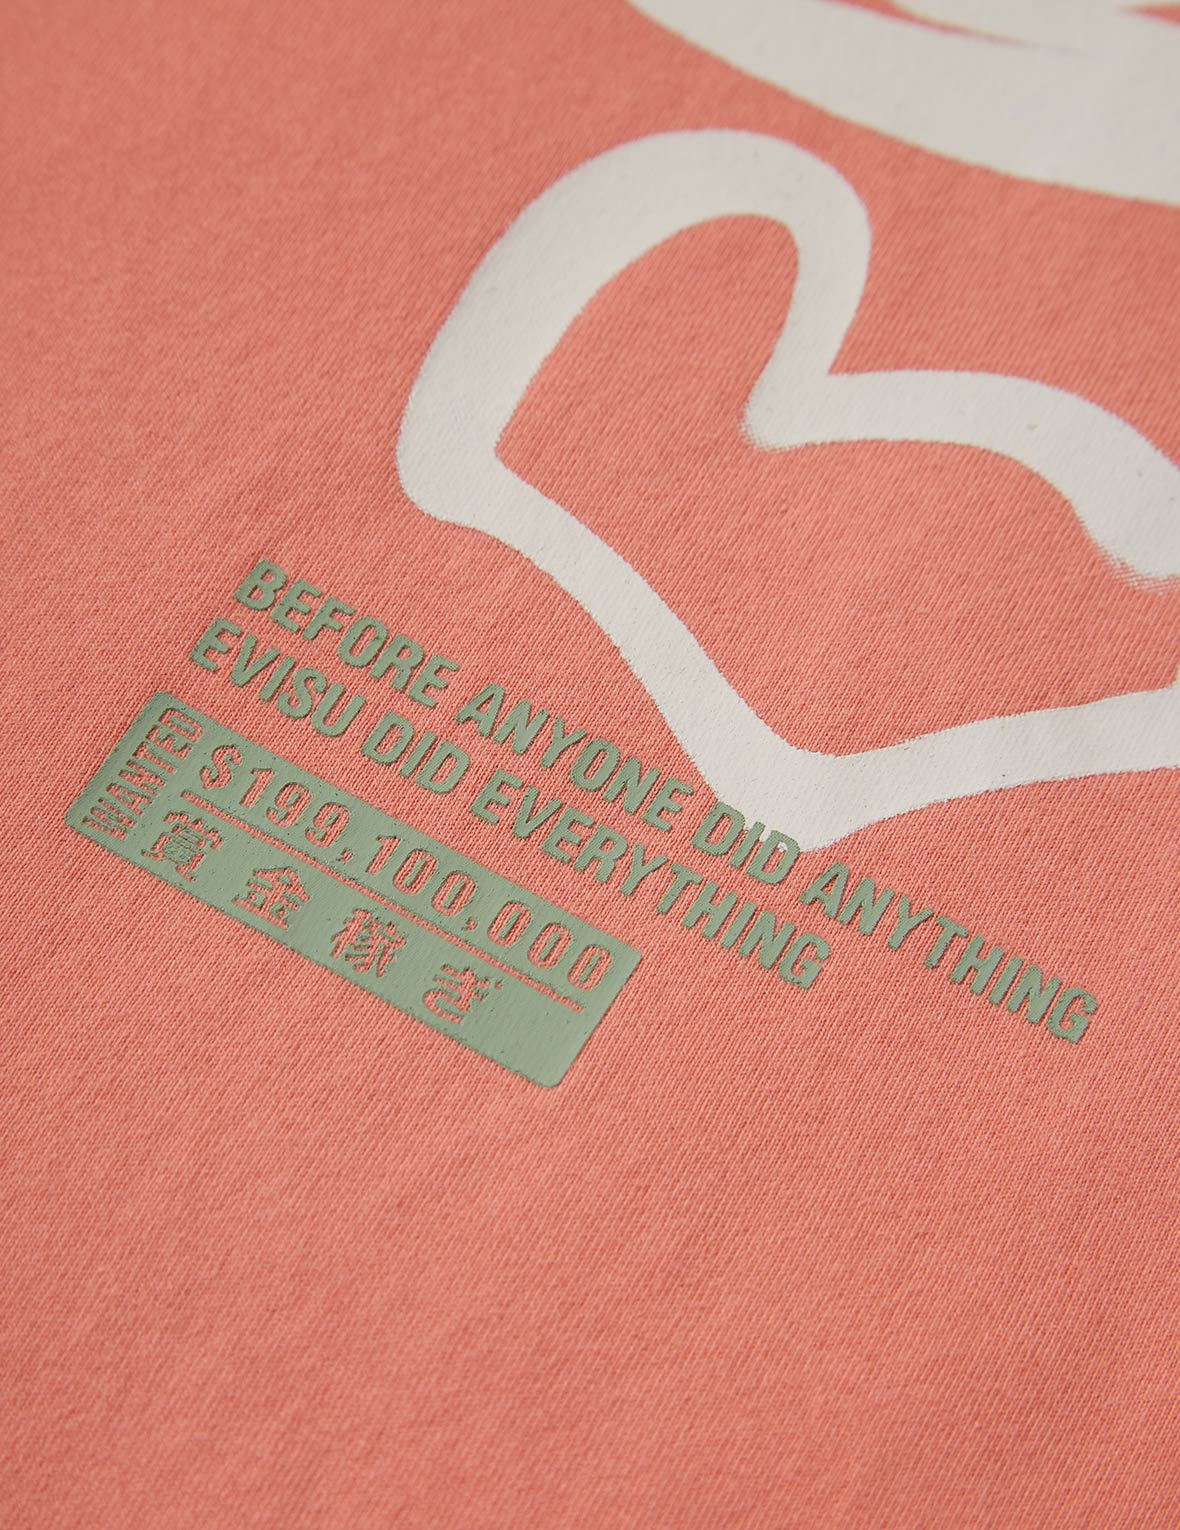 BEFORE ANYONE DID ANYTHING
EVISU DID EVERYTHING
WANTED
$199,100,000
賞金稼ぎ